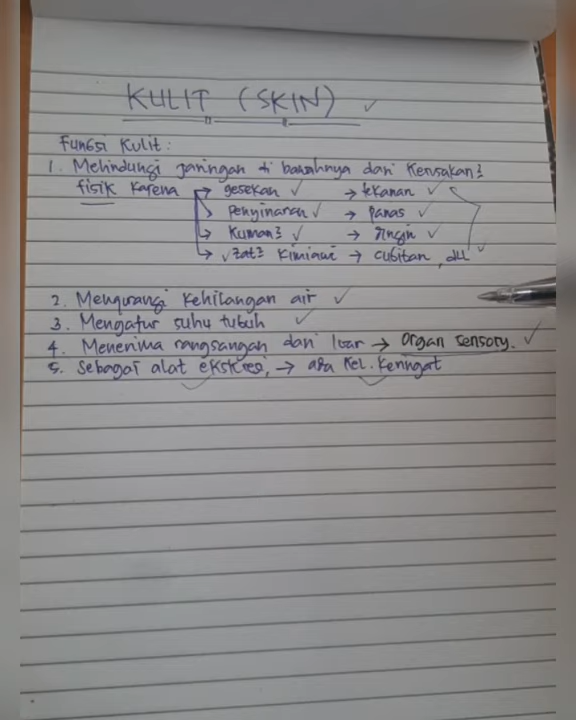 KULIT (SKIN)
Fungsi Kulit:
1. Melindungi jaringan di bawahnya dari Kerusakan2
fisik Karena → gesekan → tekanan
→ Penyinaran → panas
→ Kuman2 → dingin
→ Zat2 Kimiawi → cubitan, dll
2. Mengurangi Kehilangan air
3. Mengatur suhu tubuh
4. Menerima rangsangan dari luar → Organ sensory.
5. Sebagai alat ekskresi, → ada Kel. Keringat